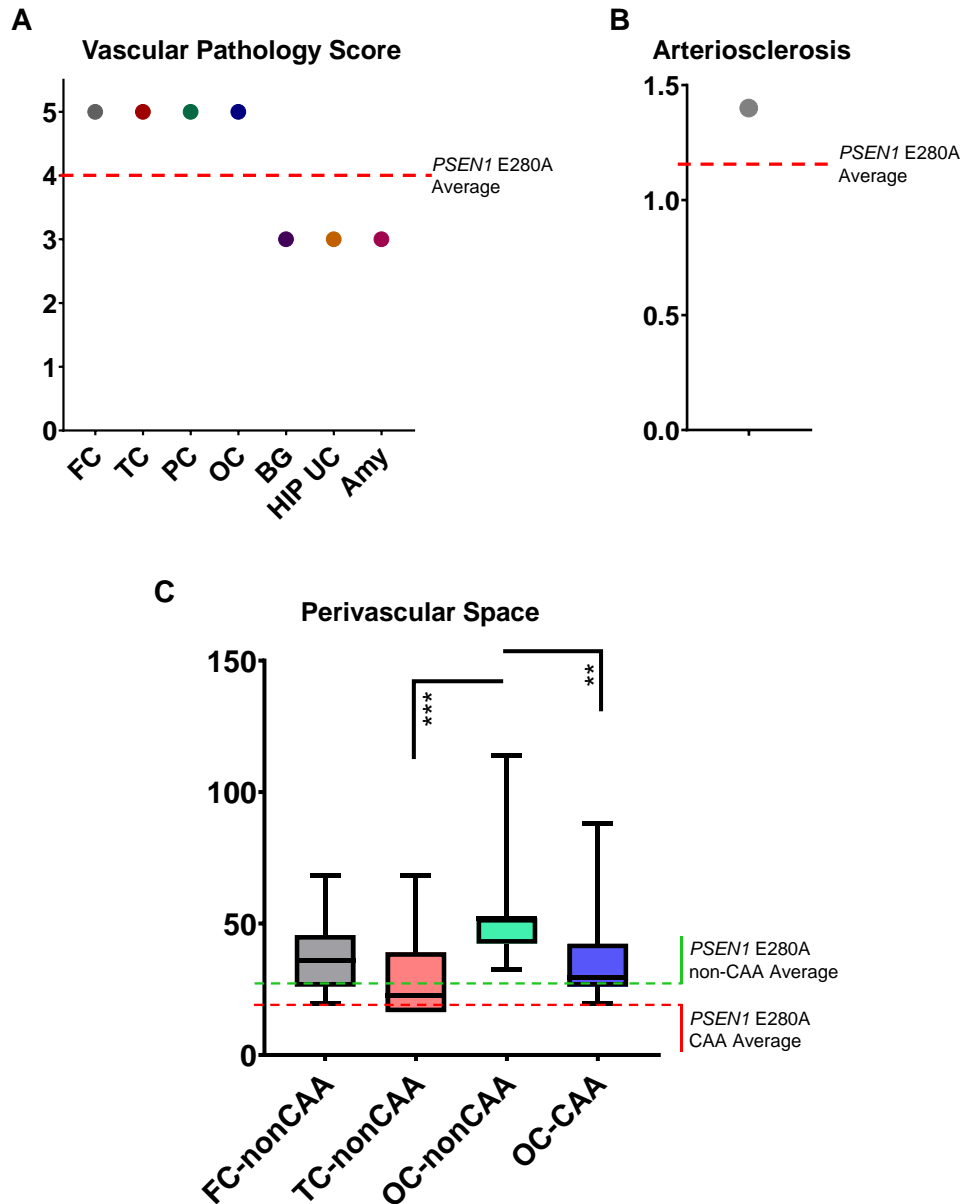 A
Vascular Pathology Score
5
4
3
2
1
0
PSEN1 E280A
Average
FC
TC
PC
OC
BG
HIP UC
Amy
B
Arteriosclerosis
1.5
1.0
0.5
0.0
PSEN1 E280A
Average
C
Perivascular Space
150
100
50
0
***
**
PSEN1 E280A
non-CAA Average
PSEN1 E280A
CAA Average
FC-nonCAA
TC-nonCAA
OC-nonCAA
OC-CAA